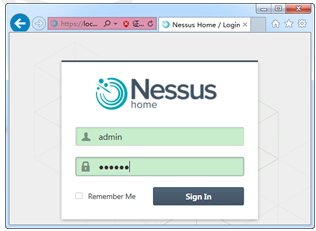 https://loc...
Nessus Home / Login
Nessus
home
admin
••••••
Remember Me
Sign In